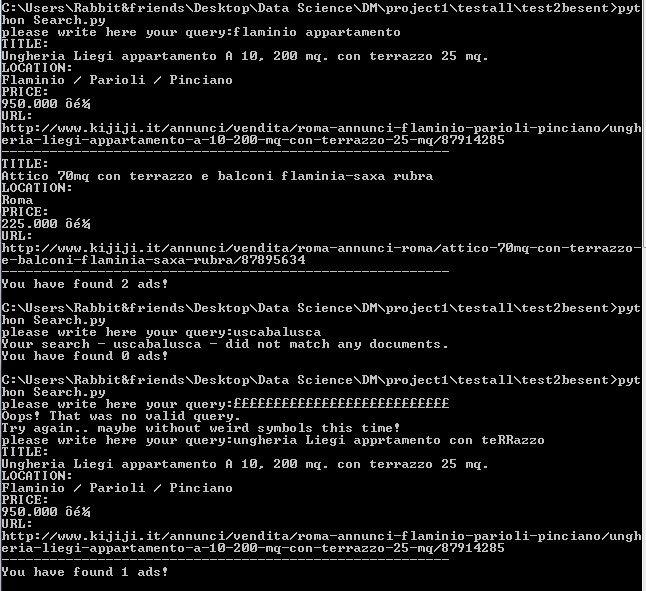 C:\Users\Rabbit&friends\Desktop\Data Science\DM\project1\testall\test2besent>pyt
hon Search.py
please write here your query:flaminio appartamento
TITLE:
Ungheria Liegi appartamento A 10, 200 mq. con terrazzo 25 mq.
LOCATION:
Flaminio / Parioli / Pinciano
PRICE:
950.000 ôé¼
URL:
http://www.kijiji.it/annunci/vendita/roma-annunci-flaminio-parioli-pinciano/ungh
eria-liegi-appartamento-a-10-200-mq-con-terrazzo-25-mq/87914285
--------------------------------------------------------
TITLE:
Attico 70mq con terrazzo e balconi flaminia-saxa rubra
LOCATION:
Roma
PRICE:
225.000 ôé¼
URL:
http://www.kijiji.it/annunci/vendita/roma-annunci-roma/attico-70mq-con-terrazzo-
e-balconi-flaminia-saxa-rubra/87895634
--------------------------------------------------------
You have found 2 ads!
C:\Users\Rabbit&friends\Desktop\Data Science\DM\project1\testall\test2besent>pyt
hon Search.py
please write here your query:uscabalusca
Your search - uscabalusca - did not match any documents.
You have found 0 ads!
C:\Users\Rabbit&friends\Desktop\Data Science\DM\project1\testall\test2besent>pyt
hon Search.py
please write here your query:£££££££££££££££££££££££££££
Oops! That was no valid query.
Try again.. maybe without weird symbols this time!
please write here your query:ungheria Liegi apprtamento con teRRazzo
TITLE:
Ungheria Liegi appartamento A 10, 200 mq. con terrazzo 25 mq.
LOCATION:
Flaminio / Parioli / Pinciano
PRICE:
950.000 ôé¼
URL:
http://www.kijiji.it/annunci/vendita/roma-annunci-flaminio-parioli-pinciano/ungh
eria-liegi-appartamento-a-10-200-mq-con-terrazzo-25-mq/87914285
--------------------------------------------------------
You have found 1 ads!